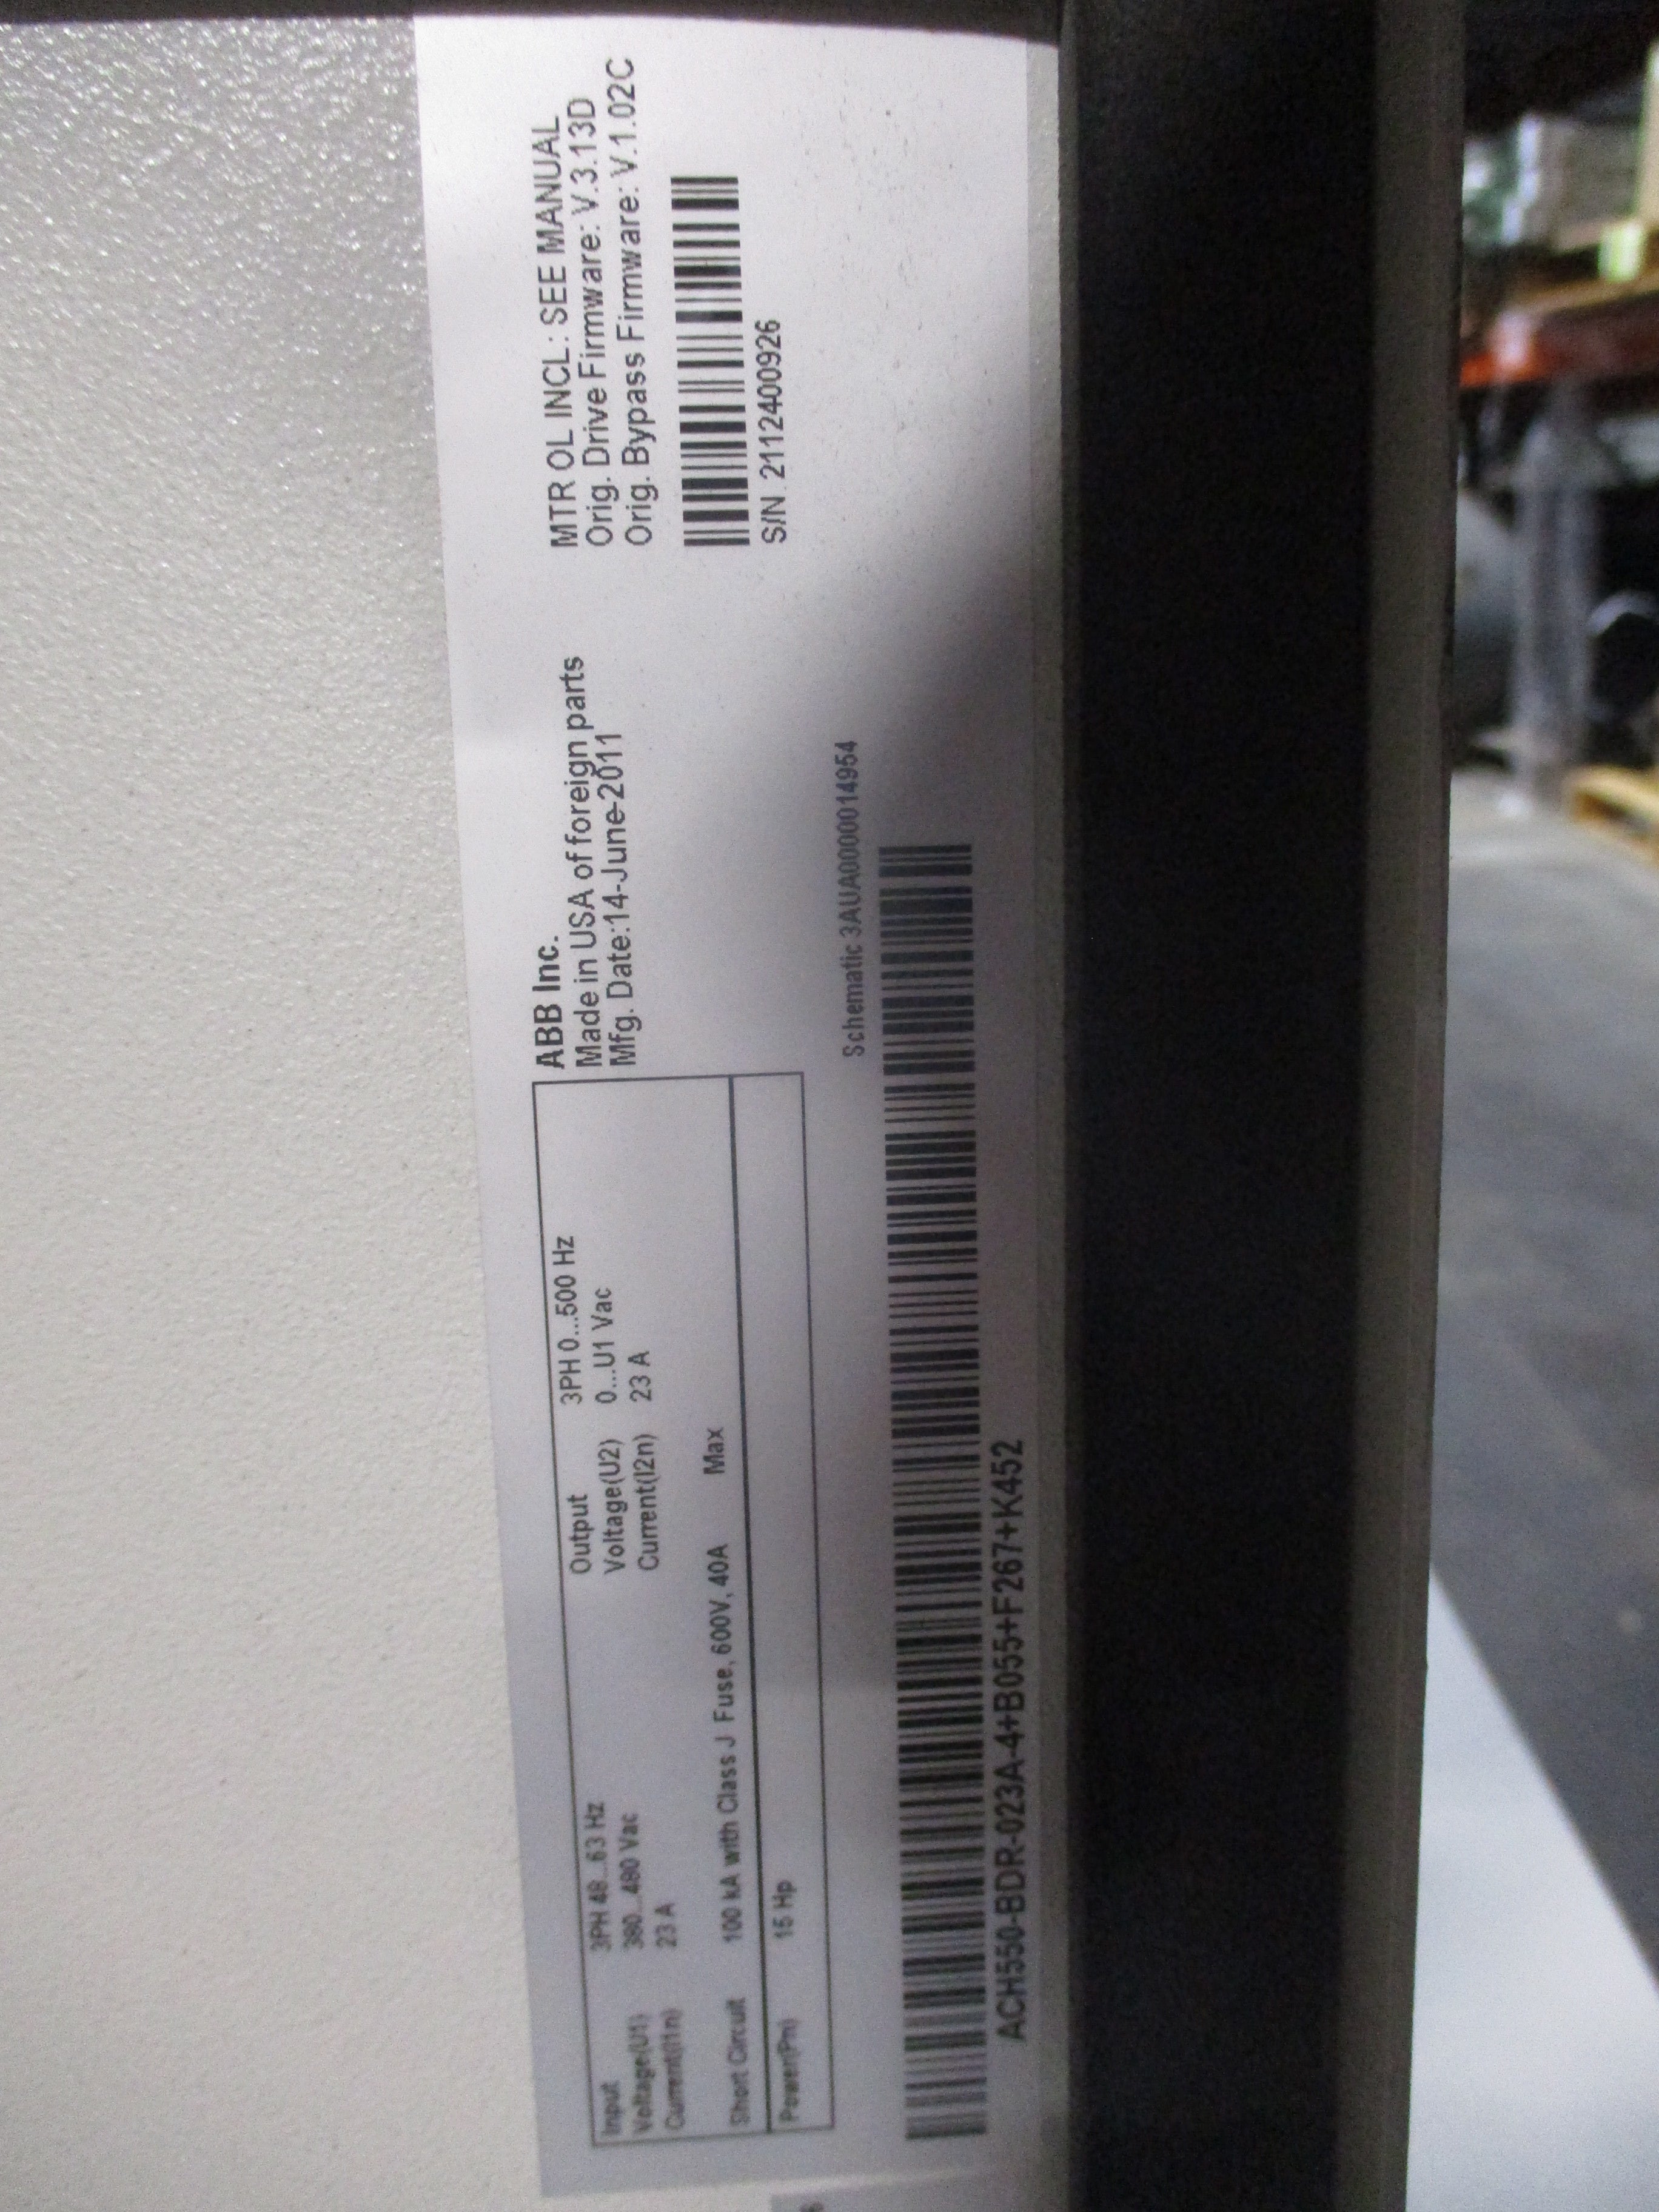 Input 3PH 48...63 Hz Output 3PH 0...500 Hz
Voltage(U1) 380...480 Vac Voltage(U2) 0...U1 Vac
Current(I1n) 23 A Current(I2n) 23 A
Short Circuit 100 kA with Class J Fuse, 600V, 40A Max
Power(Pn) 15 Hp
ABB Inc.
Made in USA of foreign parts
Mfg. Date:14-June-2011
MTR OL INCL.: SEE MANUAL
Orig. Drive Firmware: V.3.13D
Orig. Bypass Firmware: V.1.02C
S/N 2112400926
Schematic 3AUA0000014954
ACH550-BDR-023A-4+B055+F267+K452